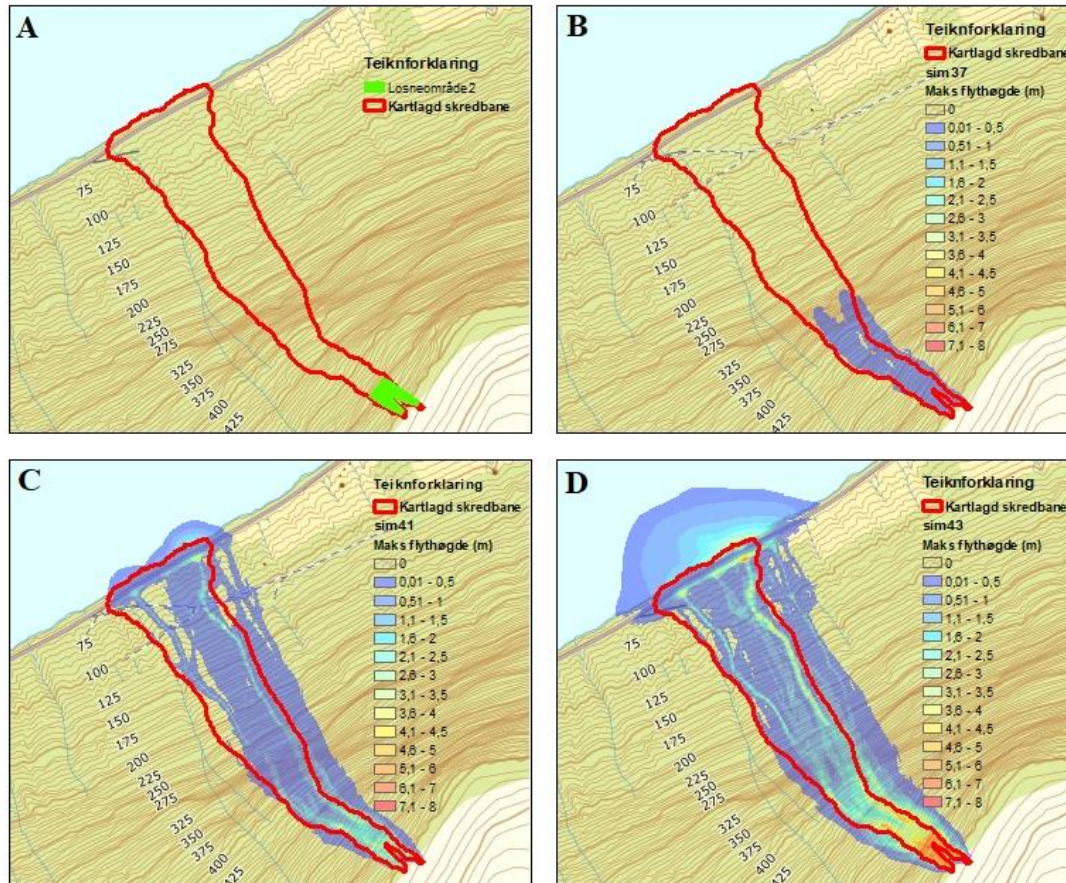 A
Teiknforklaring
Losneområde2
Kartlagd skredbane
75
100
125
150
175
200
225
250
275
325
375
400
425
B
Teiknforklaring
Kartlagd skredbane
sim37
Maks flythøgde (m)
0
0,01 - 0,5
0,51 - 1
1,1 - 1,5
1,6 - 2
2,1 - 2,5
2,6 - 3
3,1 - 3,5
3,6 - 4
4,1 - 4,5
4,6 - 5
5,1 - 6
6,1 - 7
7,1 - 8
75
100
125
150
175
200
225
250
275
325
375
400
425
C
Teiknforklaring
Kartlagd skredbane
sim41
Maks flythøgde (m)
0
0,01 - 0,5
0,51 - 1
1,1 - 1,5
1,6 - 2
2,1 - 2,5
2,6 - 3
3,1 - 3,5
3,6 - 4
4,1 - 4,5
4,6 - 5
5,1 - 6
6,1 - 7
7,1 - 8
75
100
125
150
175
200
225
250
275
325
375
400
425
D
Teiknforklaring
Kartlagd skredbane
sim43
Maks flythøgde (m)
0
0,01 - 0,5
0,51 - 1
1,1 - 1,5
1,6 - 2
2,1 - 2,5
2,6 - 3
3,1 - 3,5
3,6 - 4
4,1 - 4,5
4,6 - 5
5,1 - 6
6,1 - 7
7,1 - 8
75
100
125
150
175
200
225
250
275
325
375
400
425